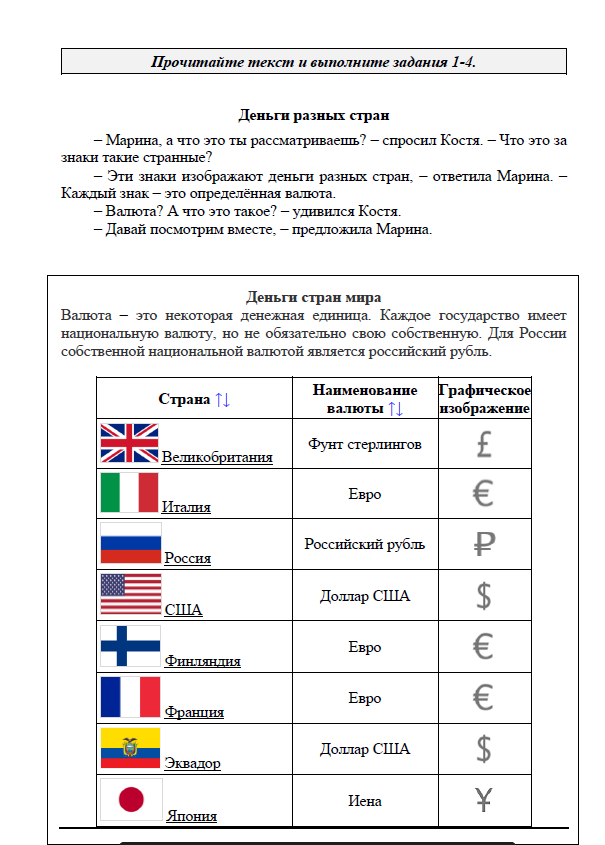 Прочитайте текст и выполните задания 1-4.
Деньги разных стран
– Марина, а что это ты рассматриваешь? – спросил Костя. – Что это за
знаки такие странные?
– Эти знаки изображают деньги разных стран, – ответила Марина. –
Каждый знак – это определённая валюта.
– Валюта? А что это такое? – удивился Костя.
– Давай посмотрим вместе, – предложила Марина.
Деньги стран мира
Валюта – это некоторая денежная единица. Каждое государство имеет
национальную валюту, но не обязательно свою собственную. Для России
собственной национальной валютой является российский рубль.
Страна ↑↓
Наименование
валюты ↑↓
Графическое
изображение
Великобритания Фунт стерлингов £
Италия Евро €
Россия Российский рубль ₽
США Доллар США $
Финляндия Евро €
Франция Евро €
Эквадор Доллар США $
Япония Иена ¥